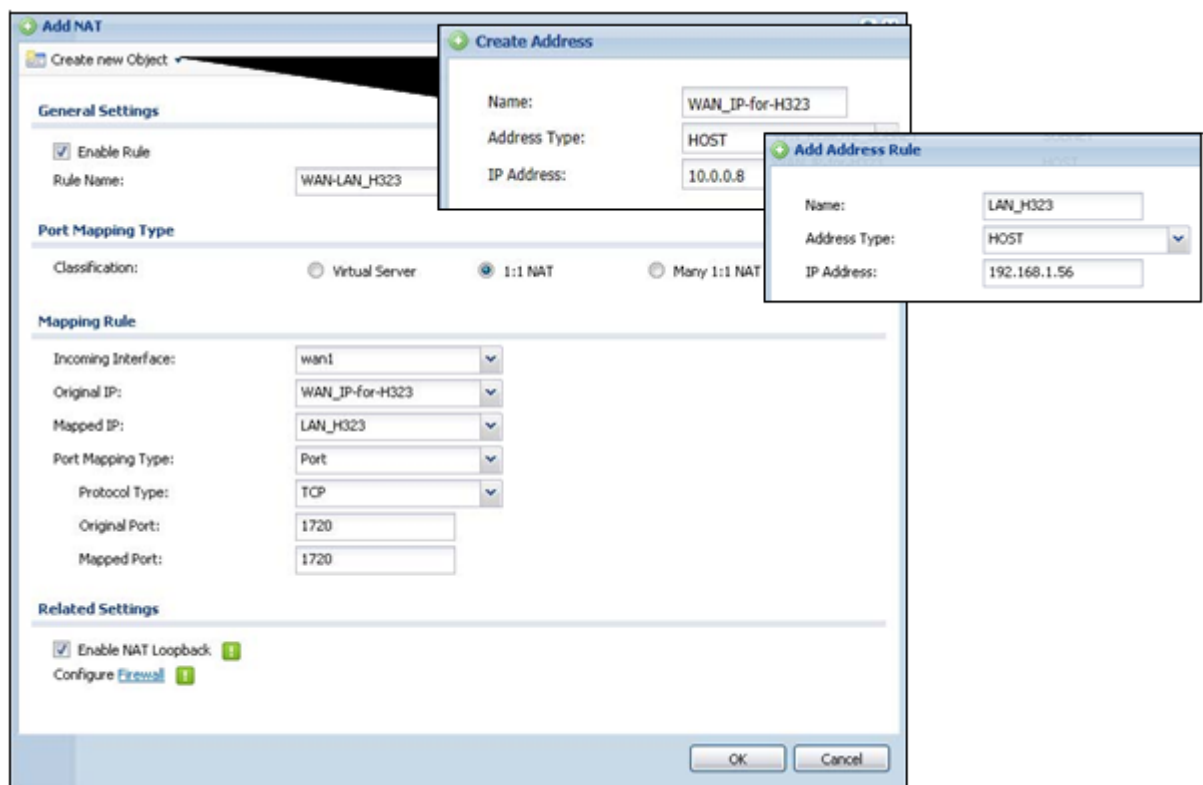 Add NAT
Create new Object
General Settings
Enable Rule
Rule Name: WAN-LAN_H323
Port Mapping Type
Classification: Virtual Server 1:1 NAT Many 1:1 NAT
Mapping Rule
Incoming Interface: wan1
Original IP: WAN_IP-for-H323
Mapped IP: LAN_H323
Port Mapping Type: Port
Protocol Type: TCP
Original Port: 1720
Mapped Port: 1720
Related Settings
Enable NAT Loopback
Configure Firewall
OK Cancel
Create Address
Name: WAN_IP-for-H323
Address Type: HOST
IP Address: 10.0.0.8
Add Address Rule
Name: LAN_H323
Address Type: HOST
IP Address: 192.168.1.56